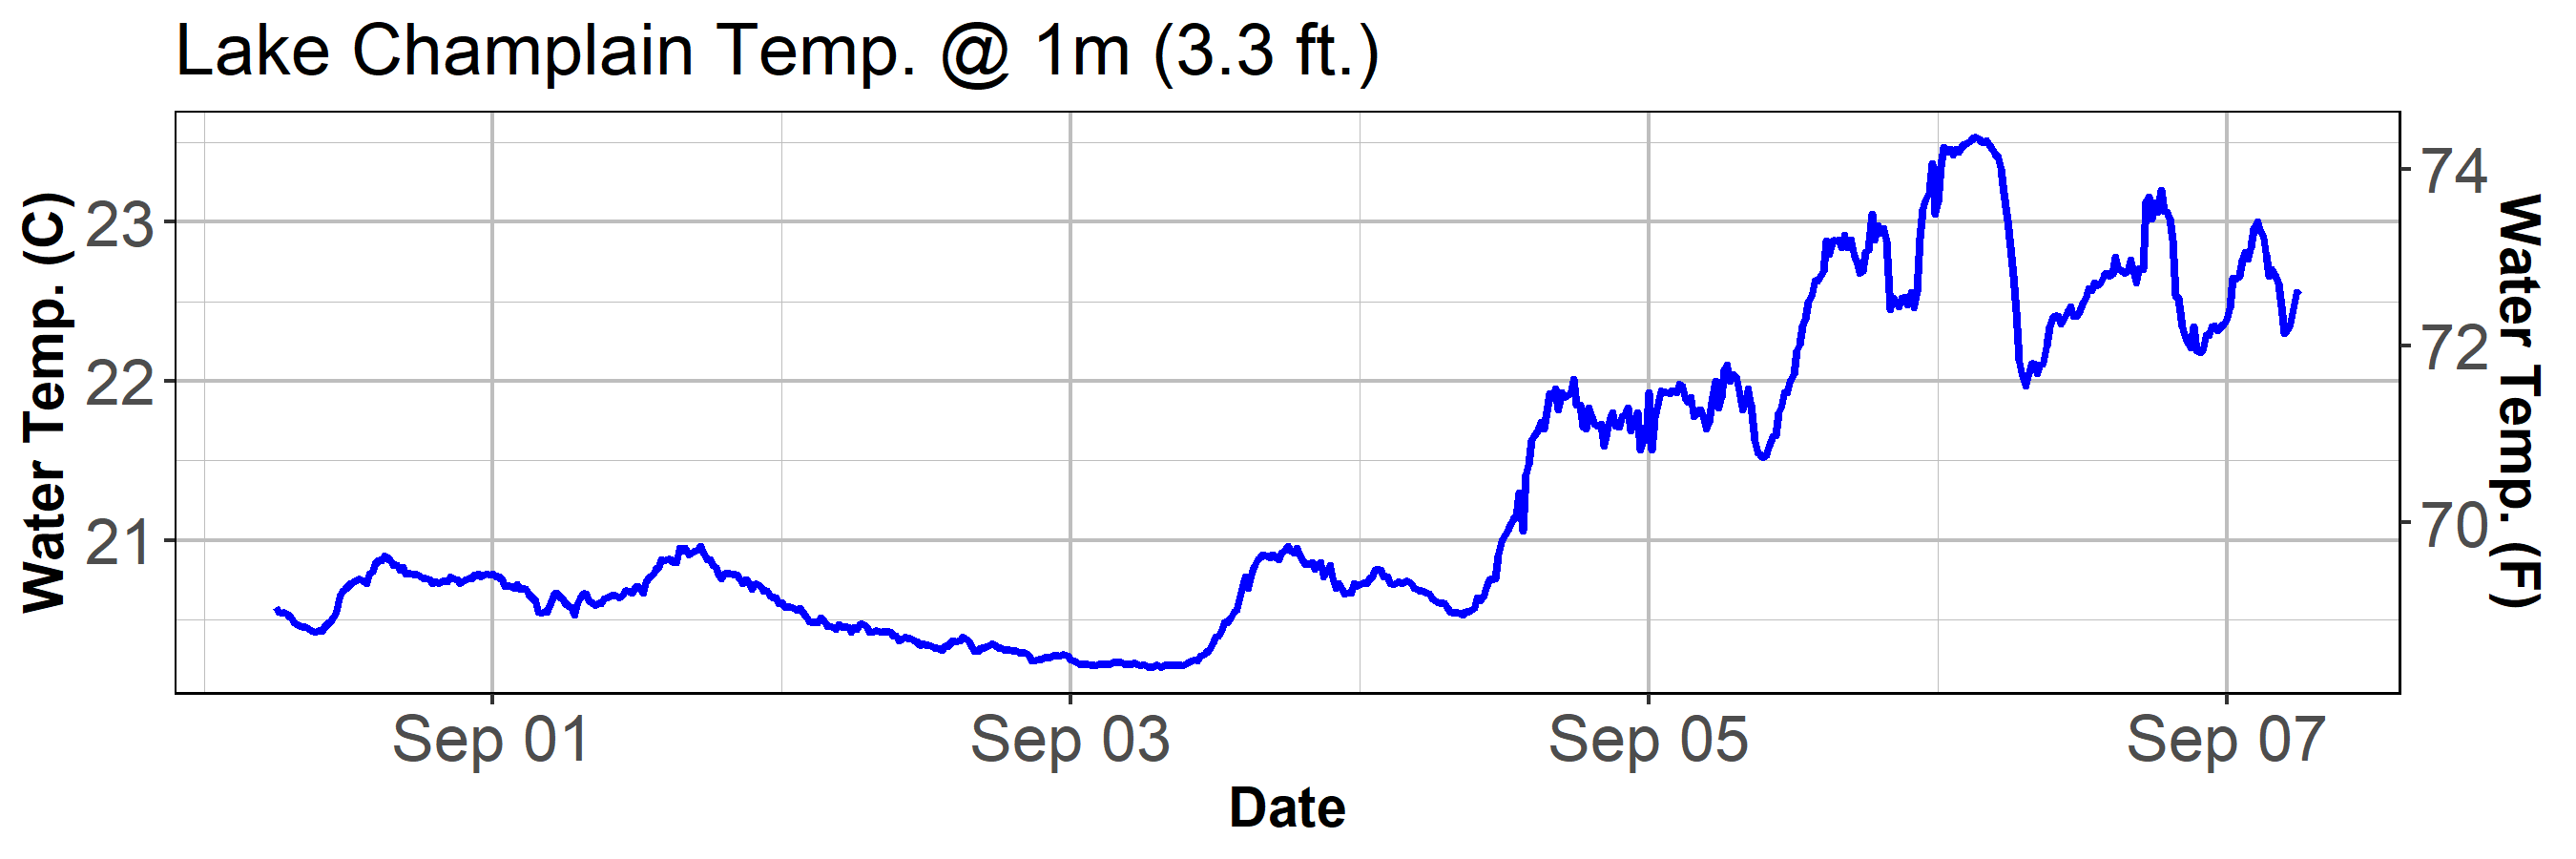 Lake Champlain Temp. @ 1m (3.3 ft.)
Water Temp. (C)
23
22
21
74
72
70
Water Temp. (F)
Sep 01
Sep 03
Sep 05
Sep 07
Date